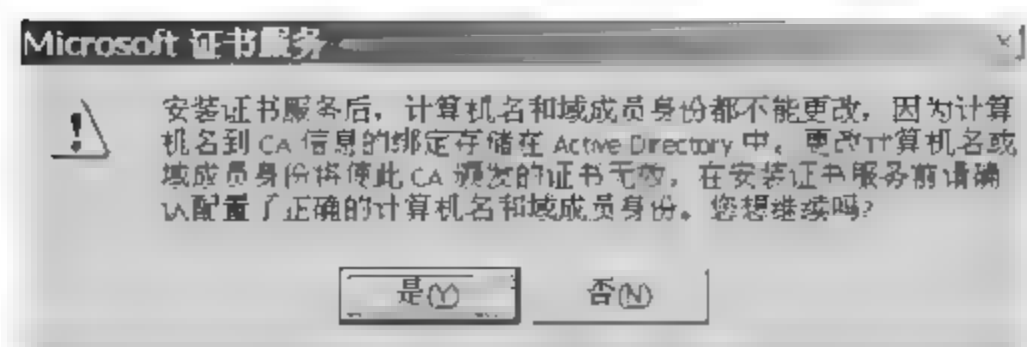 Microsoft 证书服务
安装证书服务后，计算机名和域成员身份都不能更改，因为计算
机名到 CA 信息的绑定存储在 Active Directory 中。更改计算机名或
域成员身份将使此 CA 颁发的证书无效。在安装证书服务前请确
认配置了正确的计算机名和域成员身份。您想继续吗?
是(Y)
否(N)